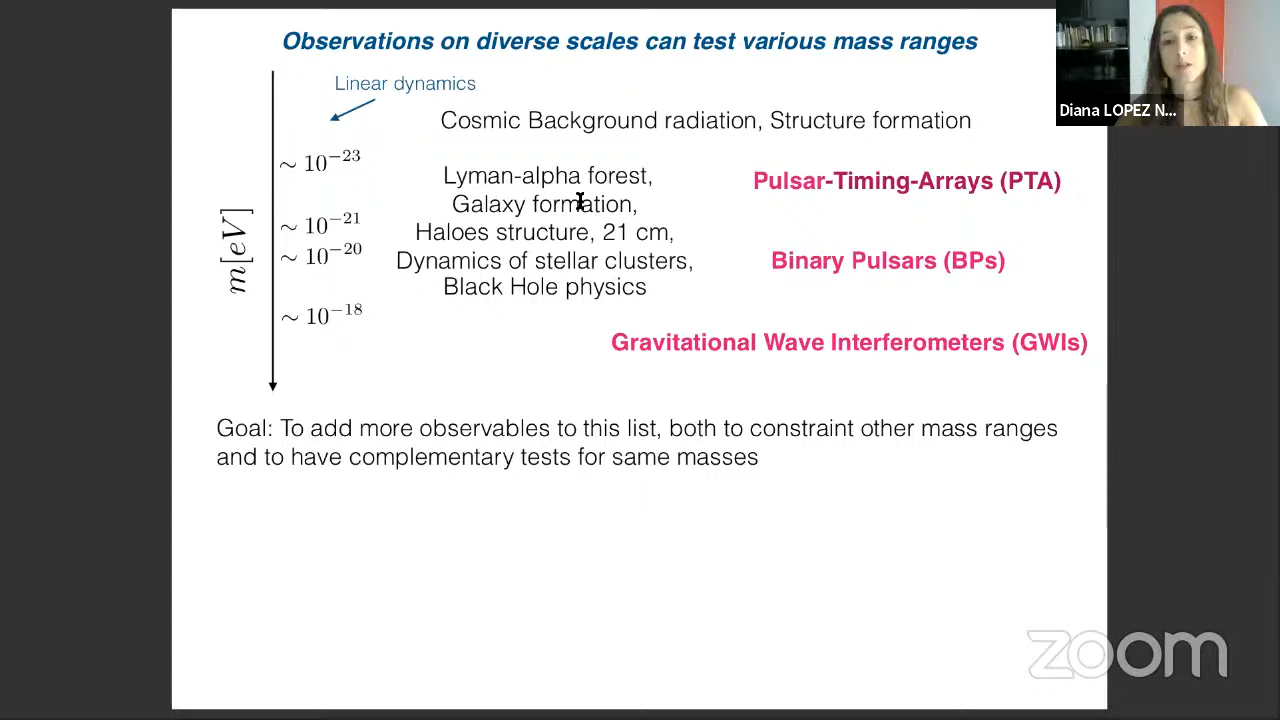 Observations on diverse scales can test various mass ranges
Diana LOPEZ N...
Linear dynamics
Cosmic Background radiation, Structure formation
∼ 10⁻²³
Lyman-alpha forest,
Pulsar-Timing-Arrays (PTA)
Galaxy formation,
∼ 10⁻²¹
Haloes structure, 21 cm,
m[eV]
∼ 10⁻²⁰
Dynamics of stellar clusters,
Binary Pulsars (BPs)
Black Hole physics
∼ 10⁻¹⁸
Gravitational Wave Interferometers (GWIs)
Goal: To add more observables to this list, both to constraint other mass ranges
and to have complementary tests for same masses
zoom